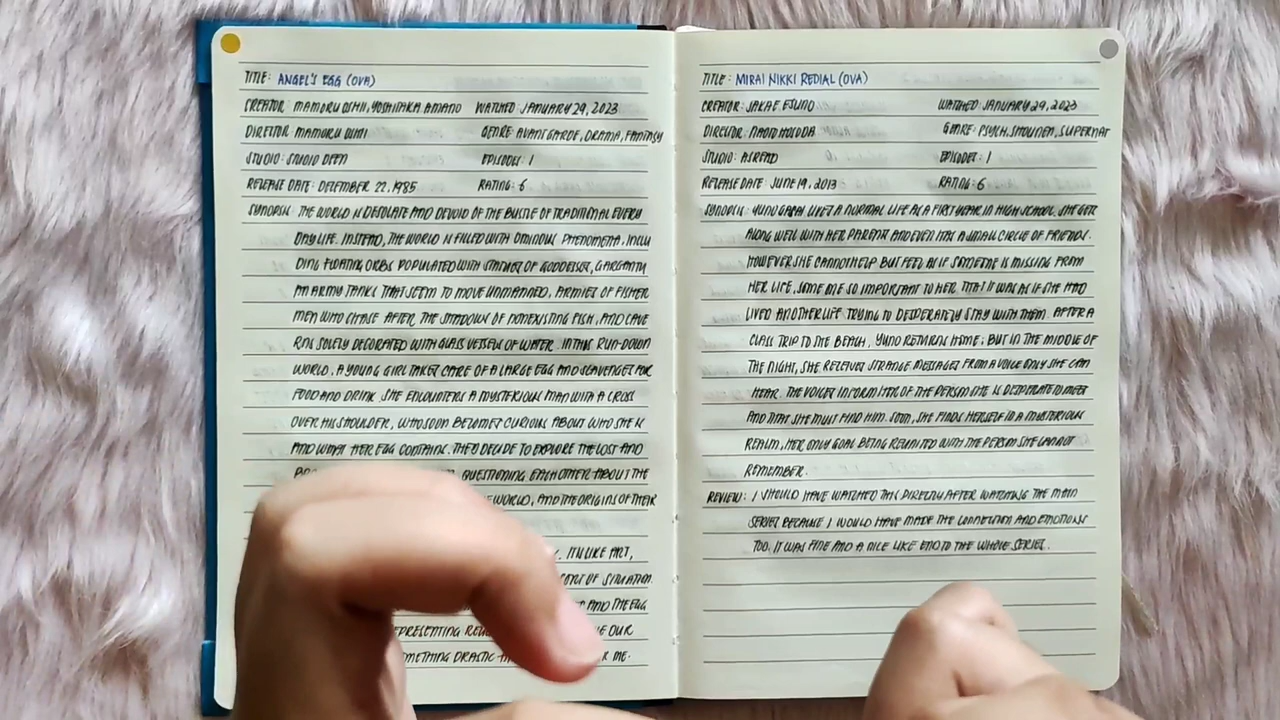 TITLE: ANGEL'S EGG (OVA)
CREATOR: MAMORU OSHII, YOSHITAKA AMANO WATCHED: JANUARY 29, 2023
DIRECTOR: MAMORU OSHII GENRE: AVANT GARDE, DRAMA, FANTASY
STUDIO: STUDIO DEEN EPISODES: 1
RELEASE DATE: DECEMBER 22, 1985 RATING: 6
SYNOPSIS: THE WORLD IS DESOLATE AND DEVOID OF THE BUSTLE OF TRADITIONAL EVERY
DAY LIFE. INSTEAD, THE WORLD IS FILLED WITH OMINOUS PHENOMENA, INCLU
DING FLOATING ORBS POPULATED WITH STATUES OF GODDESSES, GARGANTU
AN ARMY TANKS THAT SEEM TO MOVE UNMANNED, ARMIES OF FISHER
MEN WHO CHASE AFTER THE SHADOWS OF NONEXISTING FISH, AND CAVE
RNS SOLELY DECORATED WITH GLASS VESSELS OF WATER. IN THIS RUN-DOWN
WORLD, A YOUNG GIRL TAKES CARE OF A LARGE EGG AND SCAVENGES FOR
FOOD AND DRINK. SHE ENCOUNTERS A MYSTERIOUS MAN WITH A CROSS
OVER HIS SHOULDER, WHO SOON BECOMES CURIOUS ABOUT WHO SHE IS
AND WHAT HER EGG CONTAINS. THEY DECIDE TO EXPLORE THE LOST AND
QUESTIONING EACH OTHER ABOUT THE
WORLD, AND THE ORIGINS OF THEIR
ITS LIKE ART,
OF SITUATION
AND THE EGG
REPRESENTING OUR
SOMETHING DRASTIC ME.
TITLE: MIRAI NIKKI REDIAL (OVA)
CREATOR: SAKAE ESUNO WATCHED: JANUARY 29, 2023
DIRECTOR: NAOTO HOSODA GENRE: PSYCH, SHOUNEN, SUPERNAT
STUDIO: ASREAD EPISODES: 1
RELEASE DATE: JUNE 19, 2013 RATING: 6
SYNOPSIS: YUNO GASAI LIVES A NORMAL LIFE AS A FIRST YEAR IN HIGH SCHOOL. SHE GETS
ALONG WELL WITH HER PARENTS AND EVEN HAS A SMALL CIRCLE OF FRIENDS.
HOWEVER SHE CANNOT HELP BUT FEEL AS IF SOMEONE IS MISSING FROM
HER LIFE, SOMEONE SO IMPORTANT TO HER THAT IT WAS AS IF SHE HAD
LIVED ANOTHER LIFE TRYING TO DESPERATELY STAY WITH THEM. AFTER A
CLASS TRIP TO THE BEACH, YUNO RETURNS HOME; BUT IN THE MIDDLE OF
THE NIGHT, SHE RECEIVES STRANGE MESSAGES FROM A VOICE ONLY SHE CAN
HEAR. THE VOICE INFORMS HER OF THE PERSON SHE IS DESPERATE TO MEET
AND THAT SHE MUST FIND HIM. SOON, SHE FINDS HERSELF IN A MYSTERIOUS
REALM, HER ONLY GOAL BEING REUNITED WITH THE PERSON SHE CANNOT
REMEMBER.
REVIEW: I SHOULD HAVE WATCHED THIS DIRECTLY AFTER WATCHING THE MAIN
SERIES BECAUSE I WOULD HAVE MADE THE CONNECTION AND EMOTIONS
TOO. IT WAS FINE AND A NICE LIKE END TO THE WHOLE SERIES.